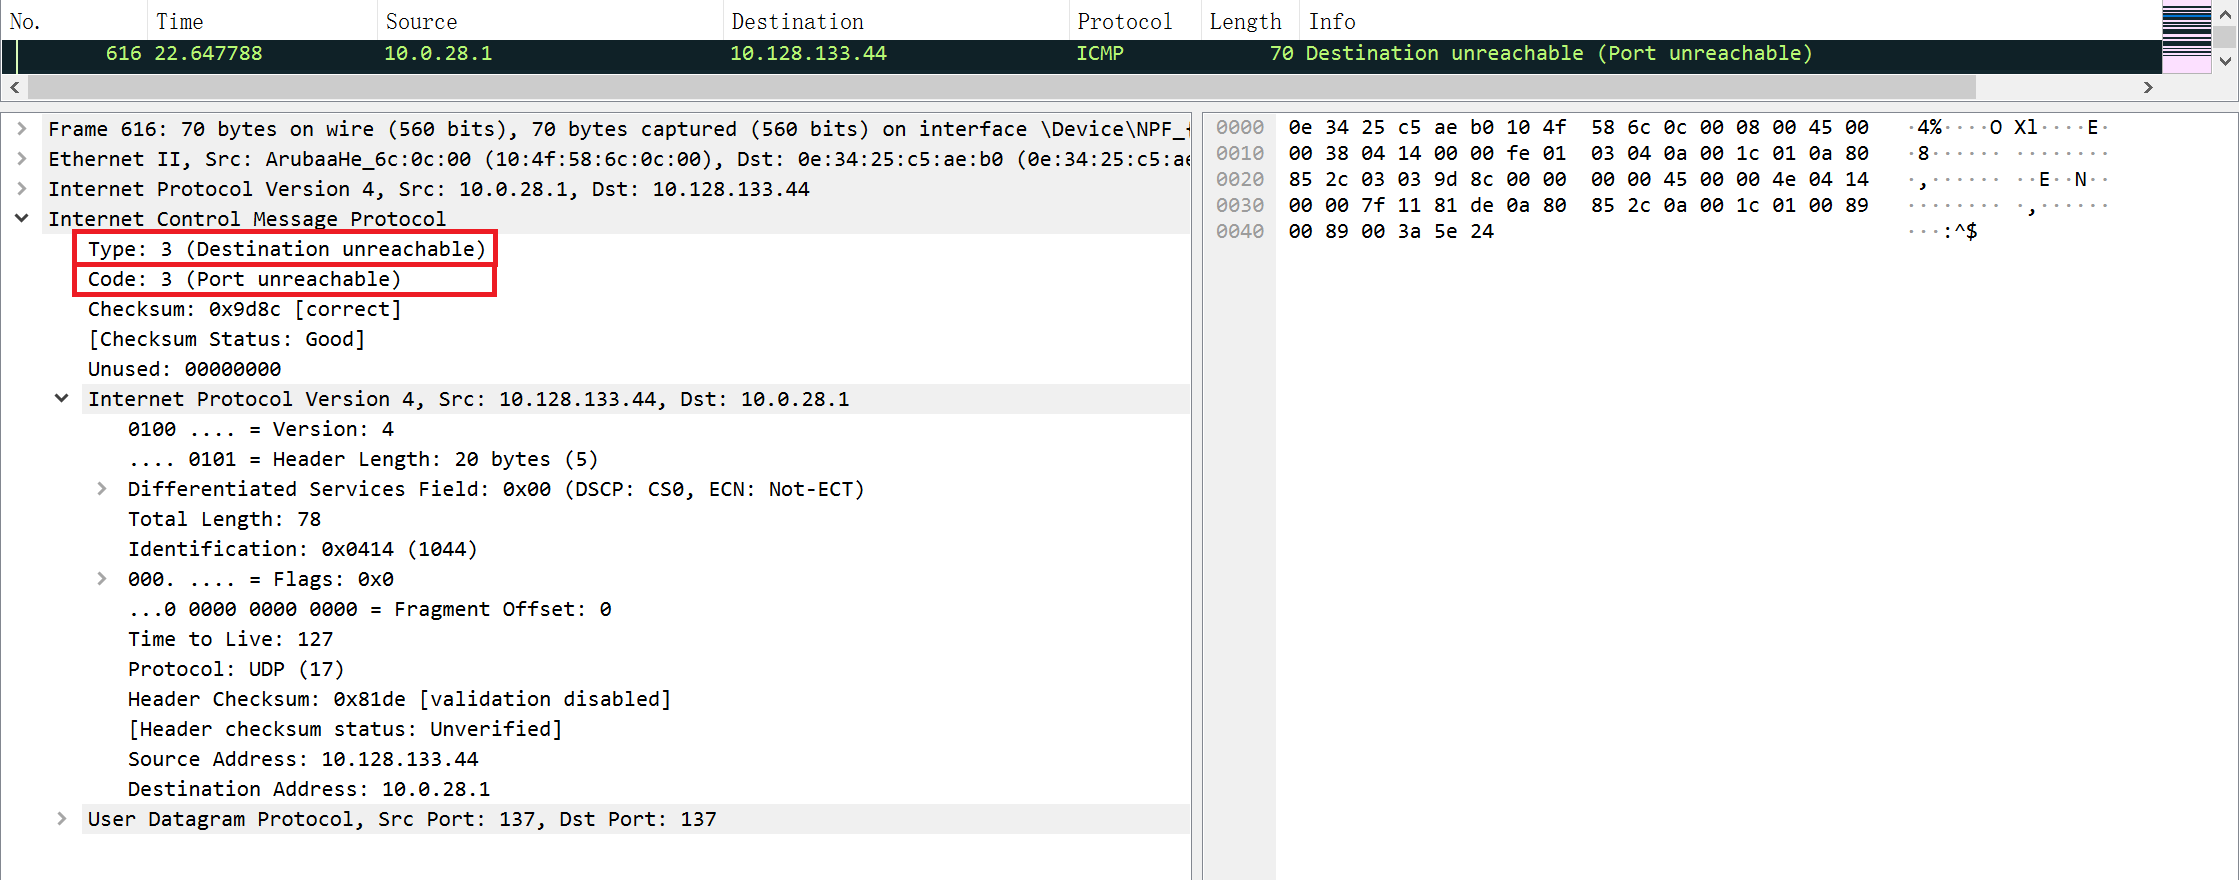 No. Time Source Destination Protocol Length Info
616 22.647788 10.0.28.1 10.128.133.44 ICMP 70 Destination unreachable (Port unreachable)
Frame 616: 70 bytes on wire (560 bits), 70 bytes captured (560 bits) on interface \Device\NPF_
Ethernet II, Src: ArubaaHe_6c:0c:00 (10:4f:58:6c:0c:00), Dst: 0e:34:25:c5:ae:b0 (0e:34:25:c5:ae
Internet Protocol Version 4, Src: 10.0.28.1, Dst: 10.128.133.44
Internet Control Message Protocol
Type: 3 (Destination unreachable)
Code: 3 (Port unreachable)
Checksum: 0x9d8c [correct]
[Checksum Status: Good]
Unused: 00000000
Internet Protocol Version 4, Src: 10.128.133.44, Dst: 10.0.28.1
0100 .... = Version: 4
.... 0101 = Header Length: 20 bytes (5)
Differentiated Services Field: 0x00 (DSCP: CS0, ECN: Not-ECT)
Total Length: 78
Identification: 0x0414 (1044)
000. .... = Flags: 0x0
...0 0000 0000 0000 = Fragment Offset: 0
Time to Live: 127
Protocol: UDP (17)
Header Checksum: 0x81de [validation disabled]
[Header checksum status: Unverified]
Source Address: 10.128.133.44
Destination Address: 10.0.28.1
User Datagram Protocol, Src Port: 137, Dst Port: 137
0000 0e 34 25 c5 ae b0 10 4f 58 6c 0c 00 08 00 45 00 ·4%····O Xl····E·
0010 00 38 04 14 00 00 fe 01 03 04 0a 00 1c 01 0a 80 ·8······ ········
0020 85 2c 03 03 9d 8c 00 00 00 00 45 00 00 4e 04 14 ·,······ ··E··N··
0030 00 00 7f 11 81 de 0a 80 85 2c 0a 00 1c 01 00 89 ········ ·,······
0040 00 89 00 3a 5e 24 ···:^$